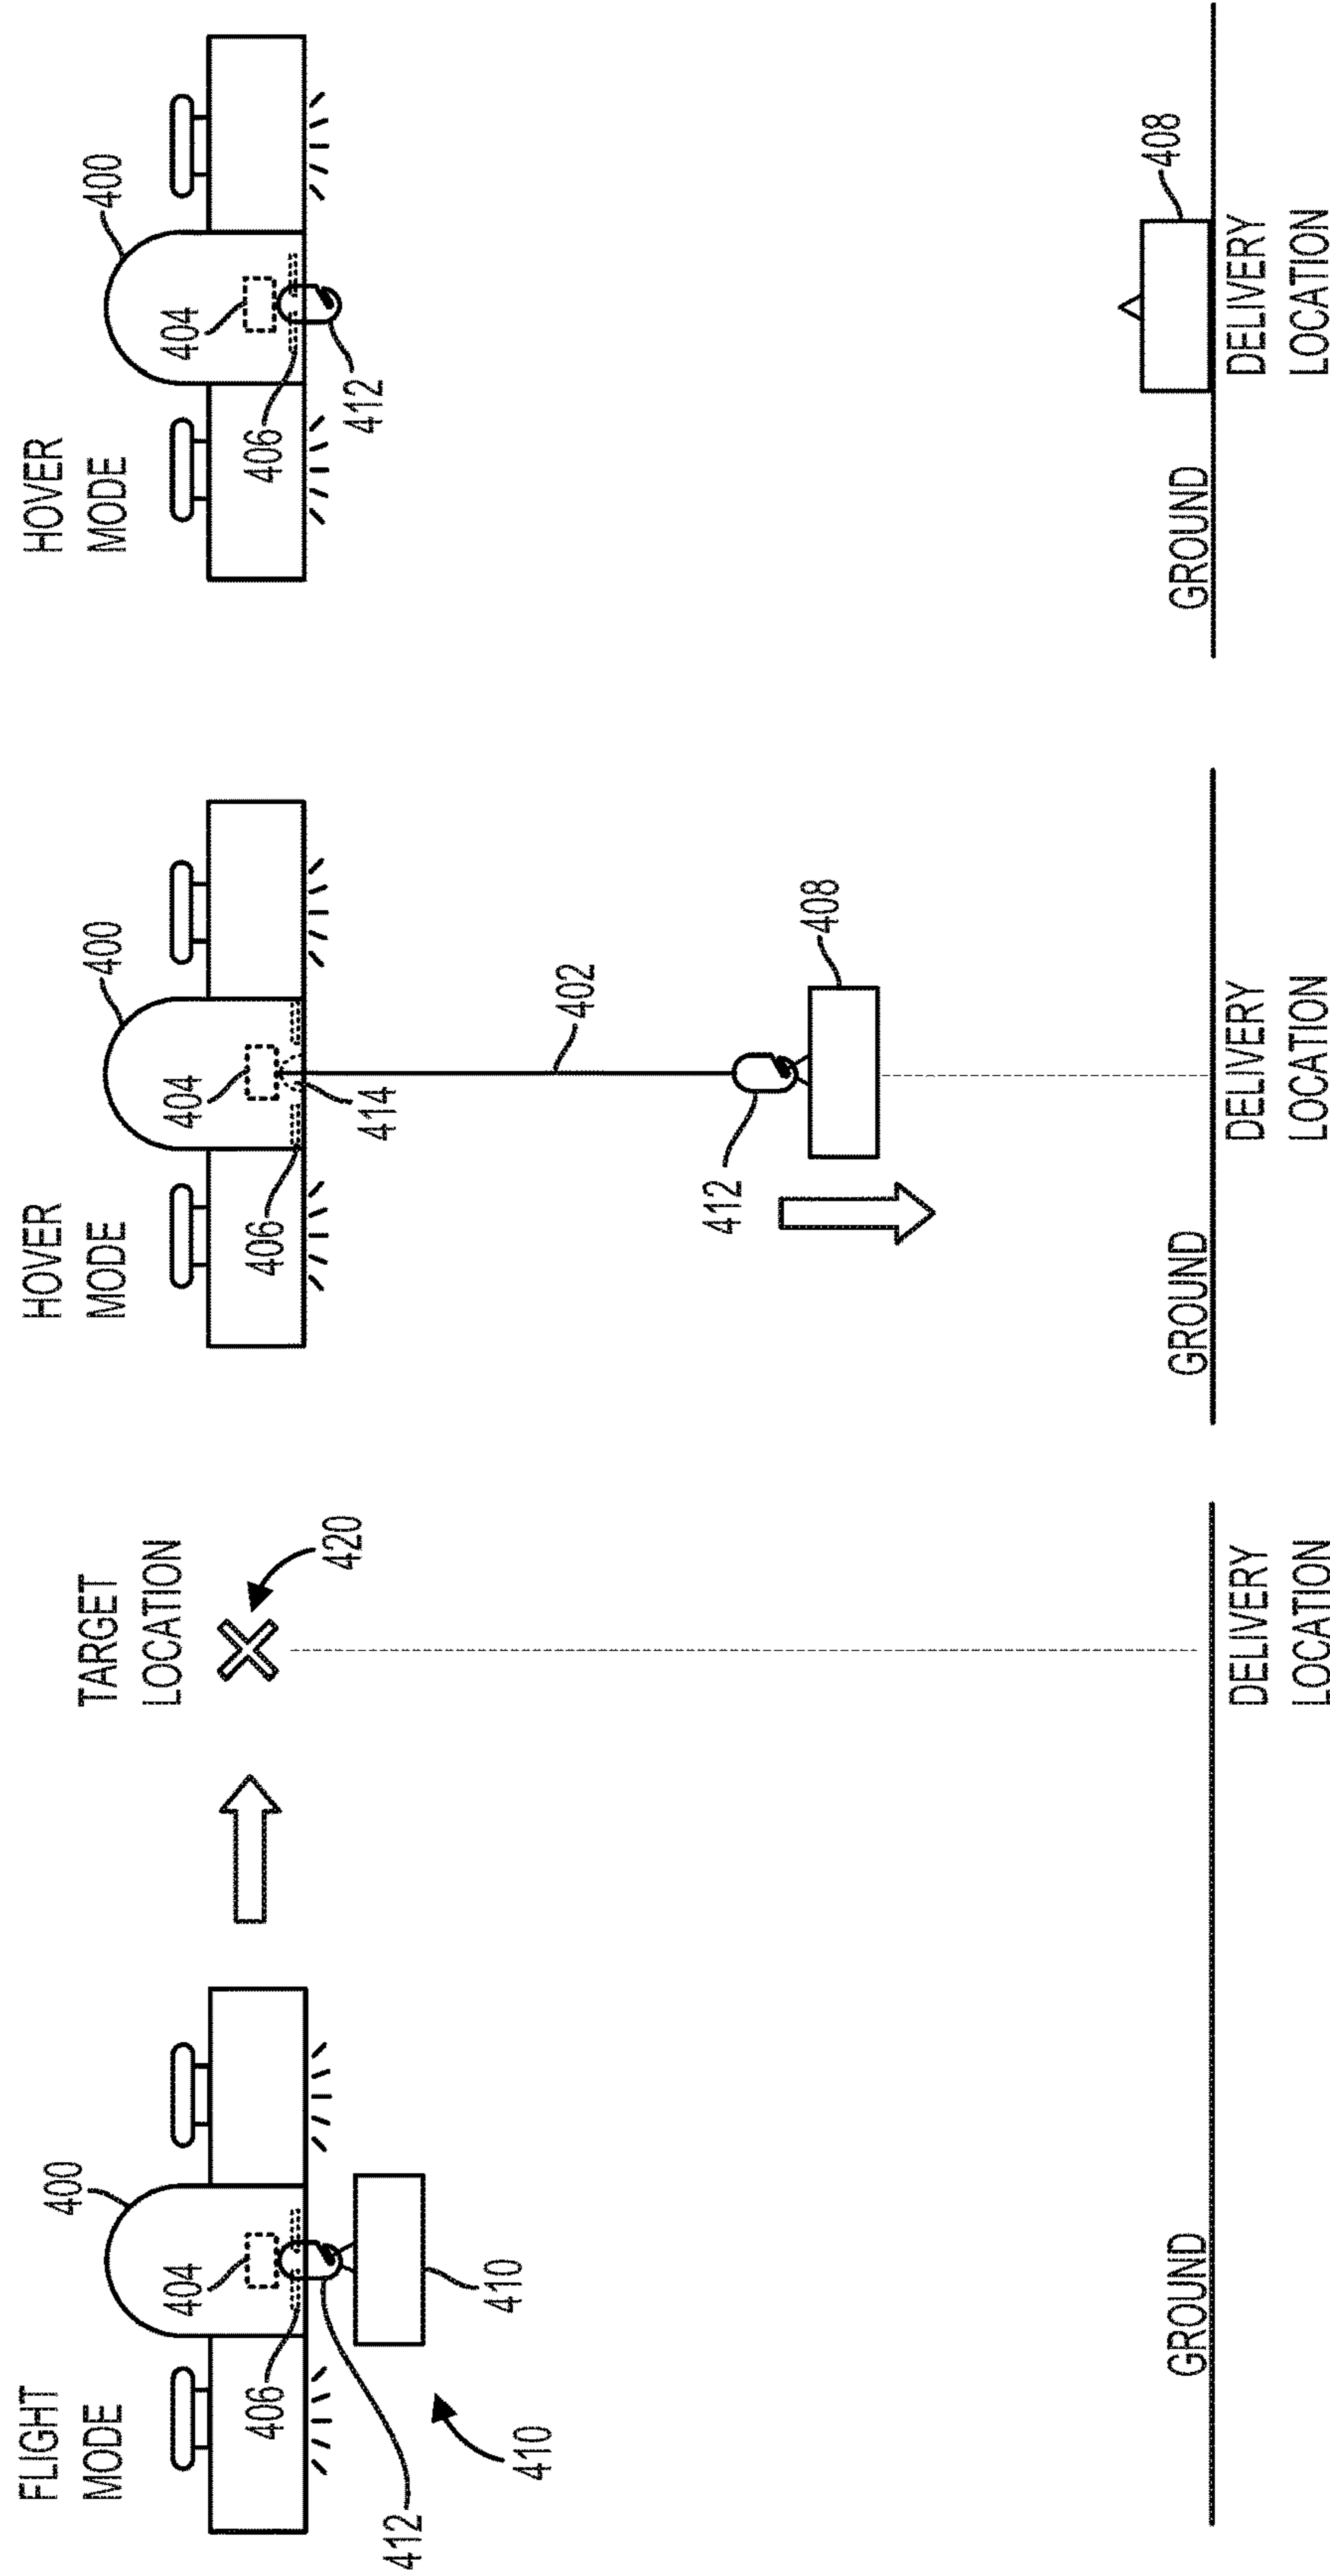 FLIGHT
MODE
400
404
406
412
410
410
TARGET
LOCATION
420
GROUND
DELIVERY
LOCATION
HOVER
MODE
400
404
406
414
402
412
408
GROUND
DELIVERY
LOCATION
HOVER
MODE
400
404
406
412
408
GROUND
DELIVERY
LOCATION